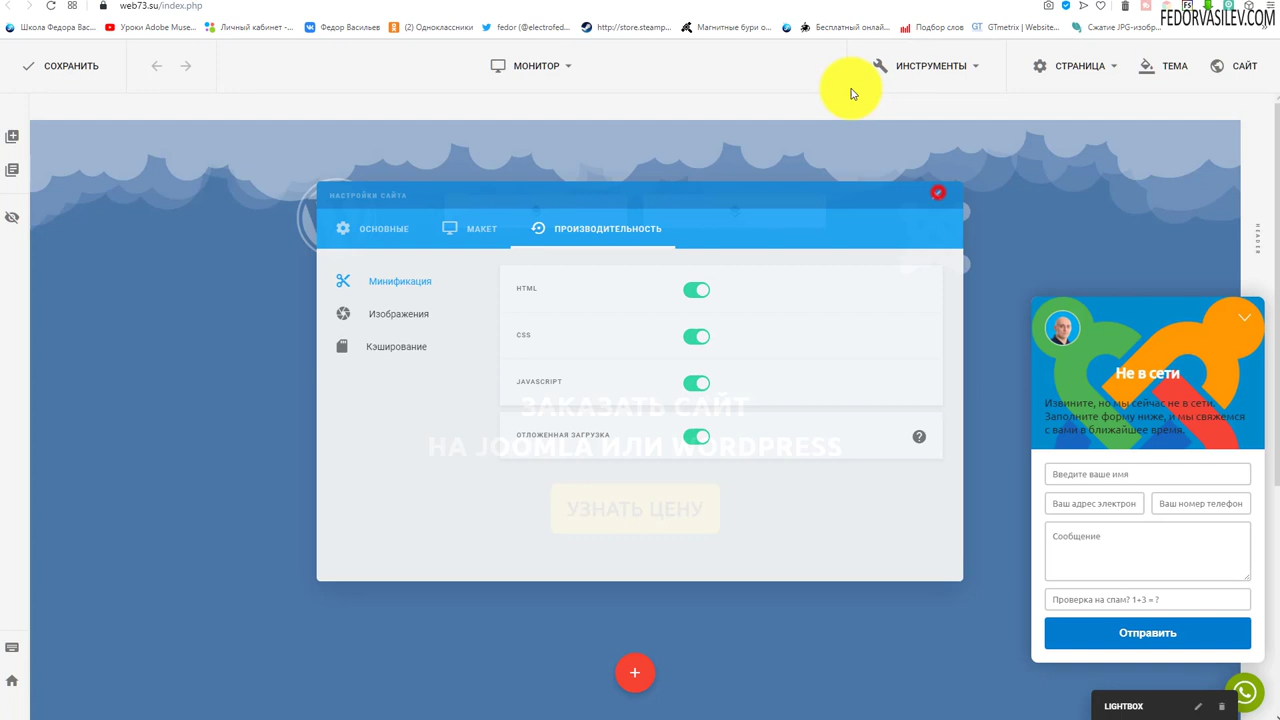 web73.su/index.php
FEDORVASILEV.COM
Школа Федора Васил...
Уроки Adobe Muse...
Личный кабинет -...
Федор Васильев
(2) Одноклассники
twitter fedor (@electrofed...
http://store.steamp...
Магнитные бури о...
Бесплатный онлай...
Подбор слов
GTmetrix | Website...
Сжатие JPG-изобр...
СОХРАНИТЬ
МОНИТОР
ИНСТРУМЕНТЫ
СТРАНИЦА
ТЕМА
САЙТ
НАСТРОЙКИ САЙТА
ОСНОВНЫЕ
МАКЕТ
ПРОИЗВОДИТЕЛЬНОСТЬ
HEADER
Минификация
Изображения
Кэширование
HTML
CSS
JAVASCRIPT
ОТЛОЖЕННАЯ ЗАГРУЗКА
ЗАКАЗАТЬ САЙТ
НА JOOMLA ИЛИ WORDPRESS
УЗНАТЬ ЦЕНУ
Не в сети
Извините, но мы сейчас не в сети.
Заполните форму ниже, и мы свяжемся
с вами в ближайшее время.
Введите ваше имя
Ваш адрес электрон
Ваш номер телефон
Сообщение
Проверка на спам? 1+3 = ?
Отправить
LIGHTBOX